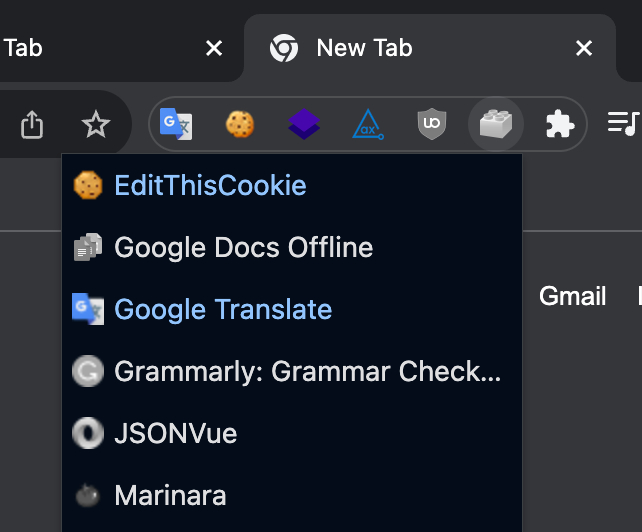 Tab
New Tab
EditThisCookie
Google Docs Offline
Google Translate
Gmail
Grammarly: Grammar Check...
JSONVue
Marinara